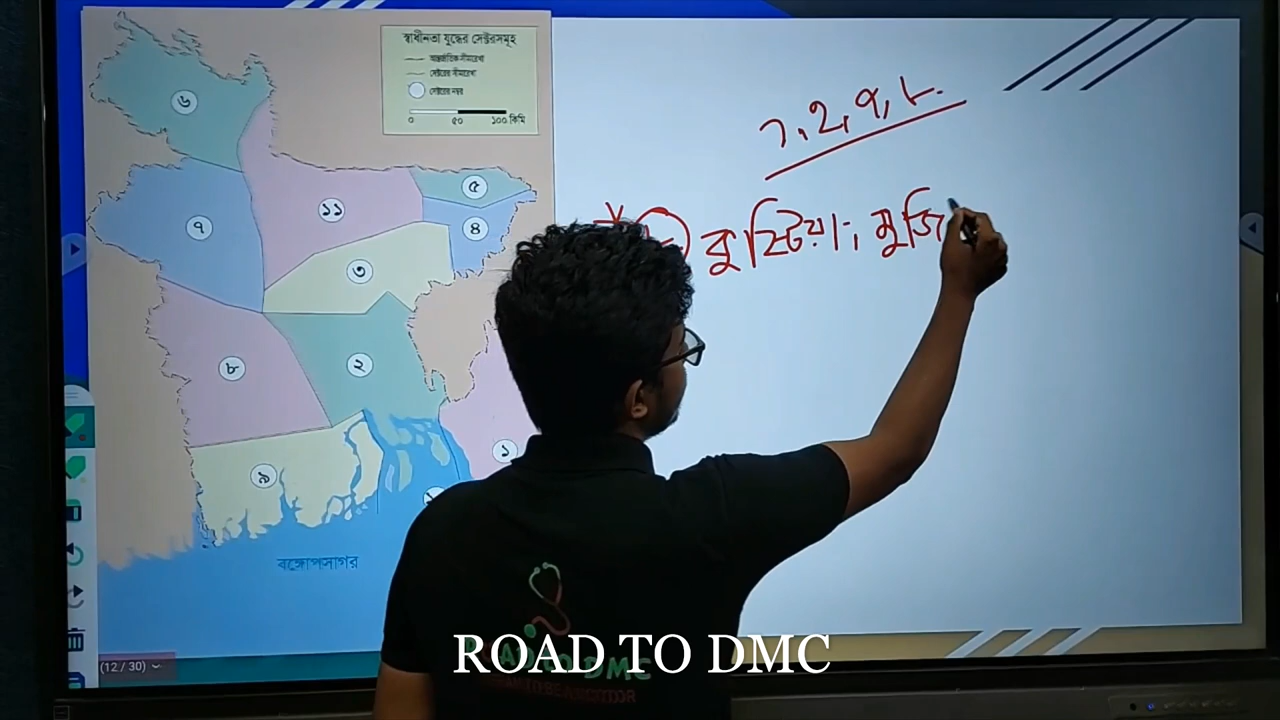 স্বাধীনতা যুদ্ধের সেক্টরসমূহ
আন্তর্জাতিক সীমারেখা
সেক্টরের সীমারেখা
সেক্টর নম্বর
০ ৫০ ১০০ কিমি
৬
৭
১১
৫
৪
৩
৮
২
৯
১
বঙ্গোপসাগর
১, ২, ৭, ৮.
কুষ্টিয়া; মুজি
(12 / 30)
ROAD TO DMC